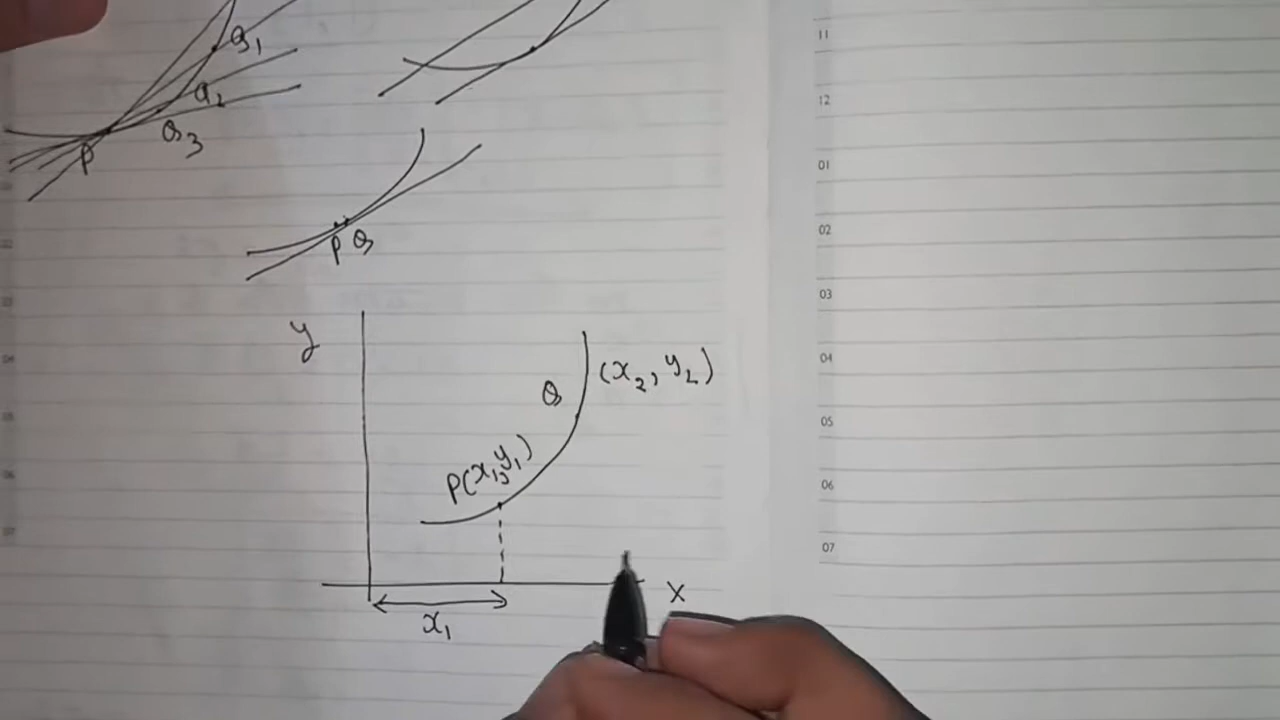 Q1
Q2
Q3
P
P Q
y
Q (x2, y2)
P(x1, y1)
x
x1
11
12
01
02
03
04
05
06
07